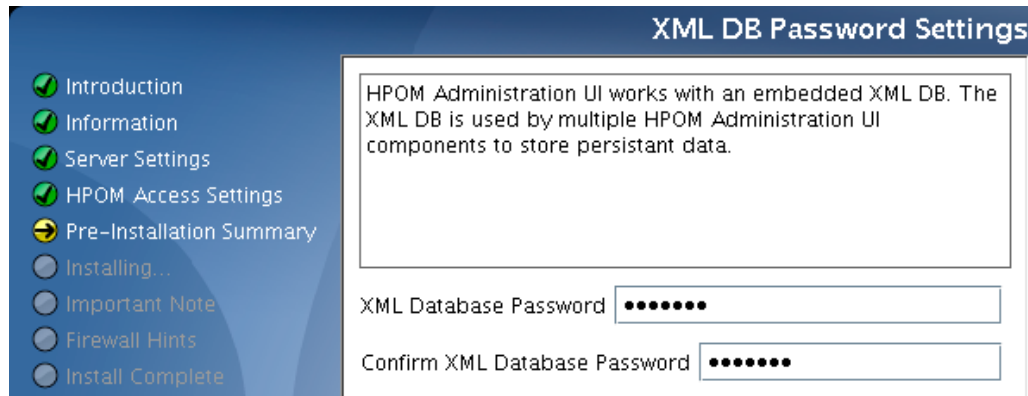 XML DB Password Settings
Introduction
Information
Server Settings
HPOM Access Settings
Pre-Installation Summary
Installing...
Important Note
Firewall Hints
Install Complete
HPOM Administration UI works with an embedded XML DB. The
XML DB is used by multiple HPOM Administration UI
components to store persistant data.
XML Database Password •••••••
Confirm XML Database Password •••••••